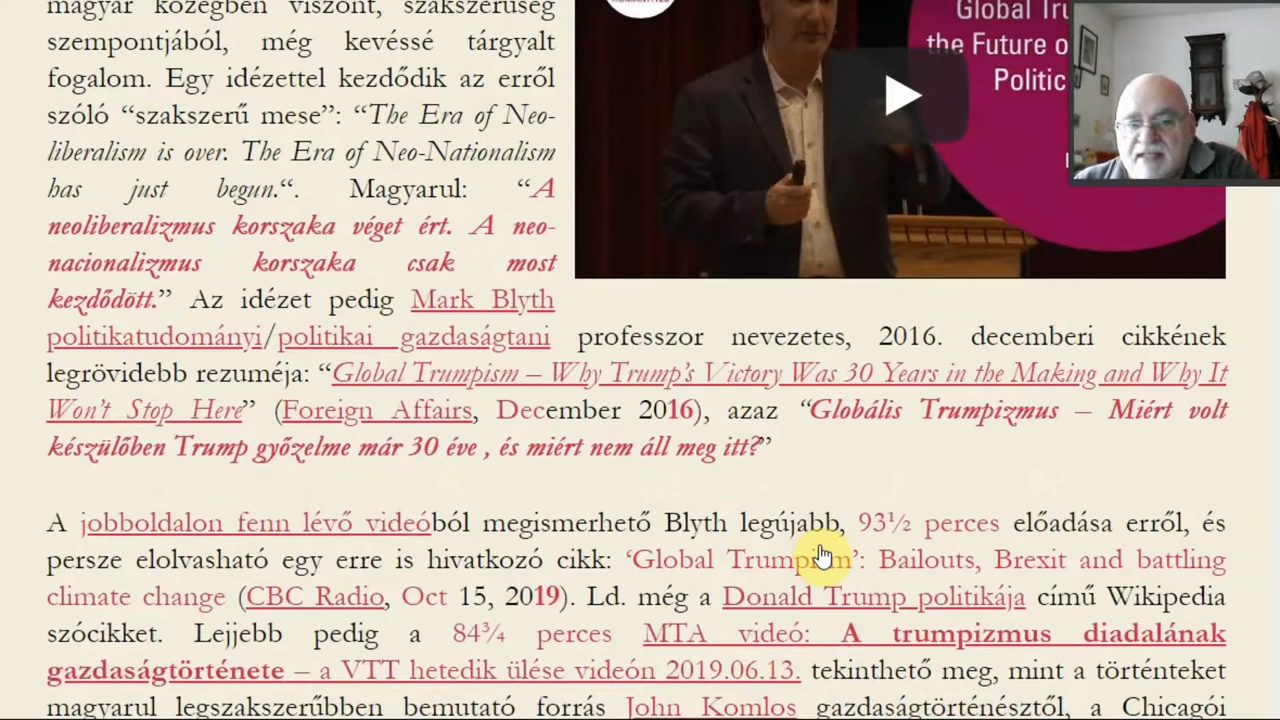 magyar közegben viszont, szakszerűség
szempontjából, még kevéssé tárgyalt
fogalom. Egy idézettel kezdődik az erről
szóló “szakszerű mese”: “The Era of Neo-
liberalism is over. The Era of Neo-Nationalism
has just begun.“. Magyarul: “A
neoliberalizmus korszaka véget ért. A neo-
nacionalizmus korszaka csak most
kezdődött.” Az idézet pedig Mark Blyth
politikatudományi/politikai gazdaságtani professzor nevezetes, 2016. decemberi cikkének
legrövidebb rezuméja: “Global Trumpism – Why Trump’s Victory Was 30 Years in the Making and Why It
Won’t Stop Here” (Foreign Affairs, December 2016), azaz “Globális Trumpizmus – Miért volt
készülőben Trump győzelme már 30 éve , és miért nem áll meg itt?”
A jobboldalon fenn lévő videóból megismerhető Blyth legújabb, 93½ perces előadása erről, és
persze elolvasható egy erre is hivatkozó cikk: ‘Global Trumpism’: Bailouts, Brexit and battling
climate change (CBC Radio, Oct 15, 2019). Ld. még a Donald Trump politikája című Wikipedia
szócikket. Lejjebb pedig a 84¾ perces MTA videó: A trumpizmus diadalának
gazdaságtörténete – a VTT hetedik ülése videón 2019.06.13. tekinthető meg, mint a történteket
magyarul legszakszerűbben bemutató forrás John Komlos gazdaságtörténésztől, a Chicagói
Global
the Future